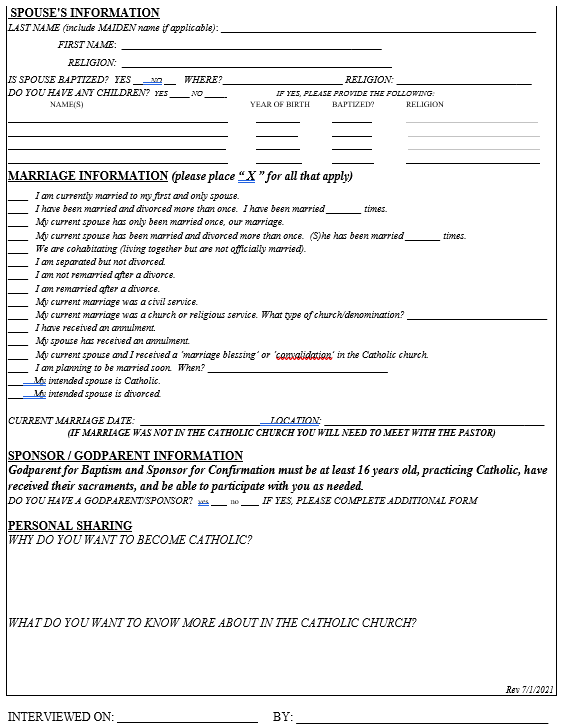 SPOUSE'S INFORMATION
LAST NAME (include MAIDEN name if applicable):
FIRST NAME:
RELIGION:
IS SPOUSE BAPTIZED? YES ___ NO ___ WHERE? RELIGION:
DO YOU HAVE ANY CHILDREN? YES ____ NO ____ IF YES, PLEASE PROVIDE THE FOLLOWING:
NAME(S) YEAR OF BIRTH BAPTIZED? RELIGION
MARRIAGE INFORMATION (please place “ X ” for all that apply)
____ I am currently married to my first and only spouse.
____ I have been married and divorced more than once. I have been married ______ times.
____ My current spouse has only been married once, our marriage.
____ My current spouse has been married and divorced more than once. (S)he has been married ______ times.
____ We are cohabitating (living together but are not officially married).
____ I am separated but not divorced.
____ I am not remarried after a divorce.
____ I am remarried after a divorce.
____ My current marriage was a civil service.
____ My current marriage was a church or religious service. What type of church/denomination?
____ I have received an annulment.
____ My spouse has received an annulment.
____ My current spouse and I received a 'marriage blessing' or 'convalidation' in the Catholic church.
____ I am planning to be married soon. When?
____ My intended spouse is Catholic.
____ My intended spouse is divorced.
CURRENT MARRIAGE DATE: LOCATION:
(IF MARRIAGE WAS NOT IN THE CATHOLIC CHURCH YOU WILL NEED TO MEET WITH THE PASTOR)
SPONSOR / GODPARENT INFORMATION
Godparent for Baptism and Sponsor for Confirmation must be at least 16 years old, practicing Catholic, have
received their sacraments, and be able to participate with you as needed.
DO YOU HAVE A GODPARENT/SPONSOR? yes ___ no ___ IF YES, PLEASE COMPLETE ADDITIONAL FORM
PERSONAL SHARING
WHY DO YOU WANT TO BECOME CATHOLIC?
WHAT DO YOU WANT TO KNOW MORE ABOUT IN THE CATHOLIC CHURCH?
Rev 7/1/2021
INTERVIEWED ON: BY: